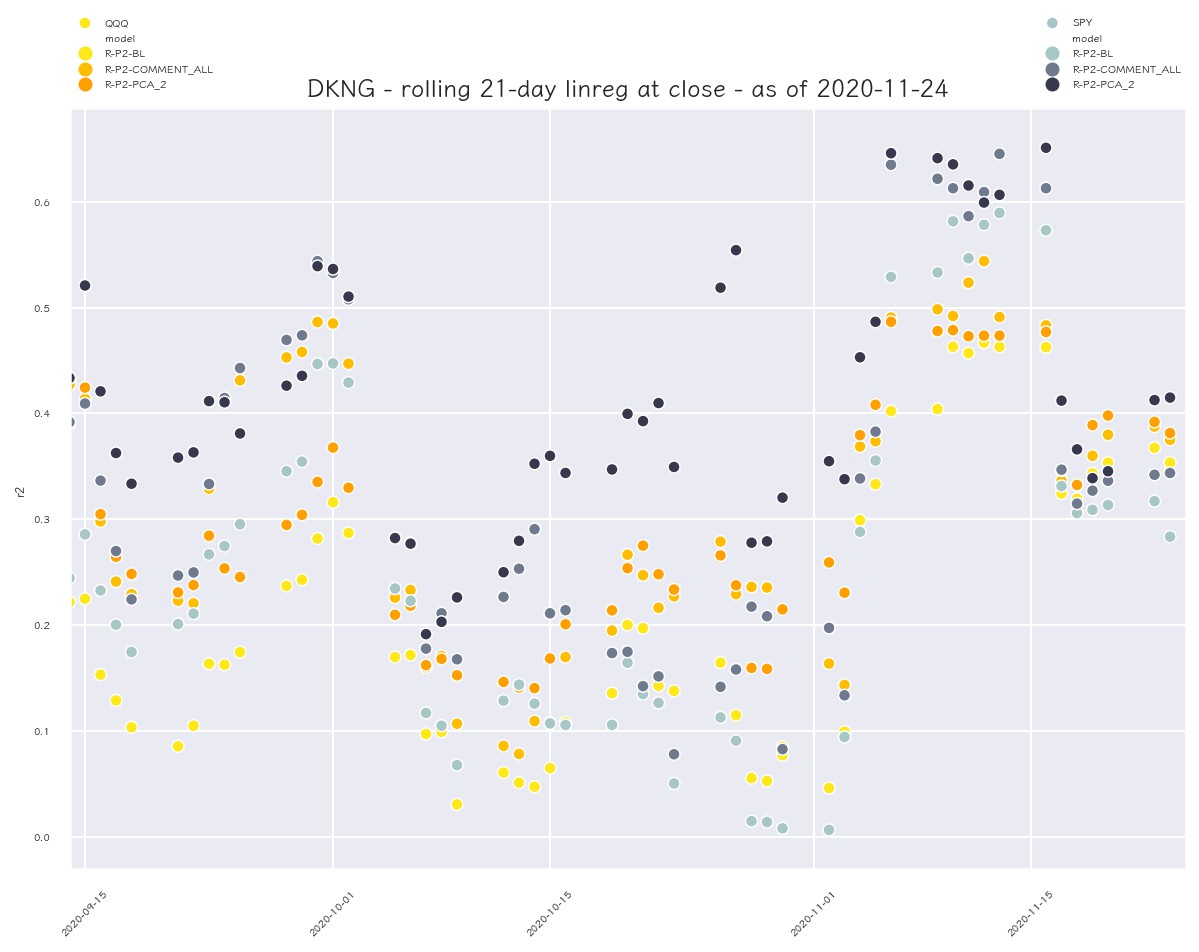 QQQ
model
R-P2-BL
R-P2-COMMENT_ALL
R-P2-PCA_2
SPY
model
R-P2-BL
R-P2-COMMENT_ALL
R-P2-PCA_2
DKNG - rolling 21-day linreg at close - as of 2020-11-24
r2
0.6
0.5
0.4
0.3
0.2
0.1
0.0
2020-09-15
2020-10-01
2020-10-15
2020-11-01
2020-11-15